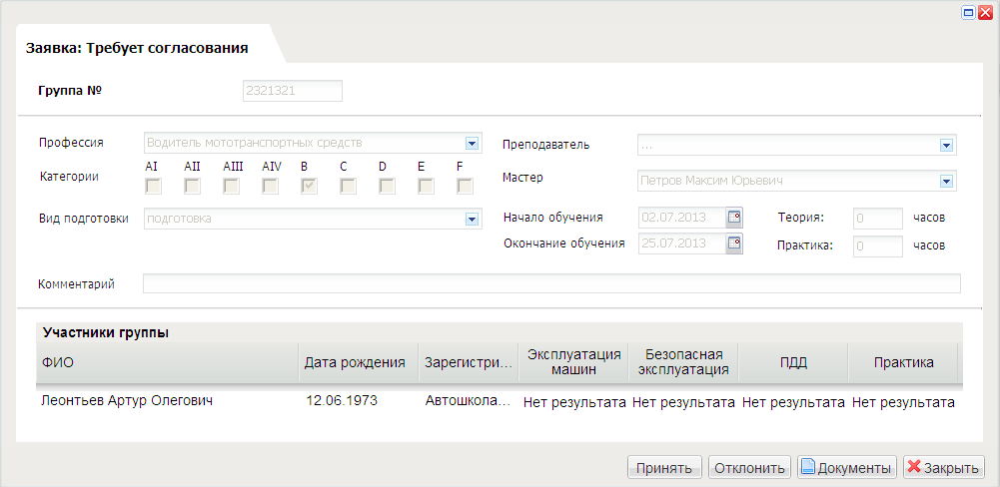 Заявка: Требует согласования
Группа № 2321321
Профессия Водитель мототранспортных средств
Преподаватель ...
Категории AI AII AIII AIV B C D E F
Мастер Петров Максим Юрьевич
Вид подготовки подготовка
Начало обучения 02.07.2013 Теория: 0 часов
Окончание обучения 25.07.2013 Практика: 0 часов
Комментарий
Участники группы
ФИО Дата рождения Зарегистри... Эксплуатация машин Безопасная эксплуатация ПДД Практика
Леонтьев Артур Олегович 12.06.1973 Автошкола... Нет результата Нет результата Нет результата Нет результата
Принять Отклонить Документы Закрыть